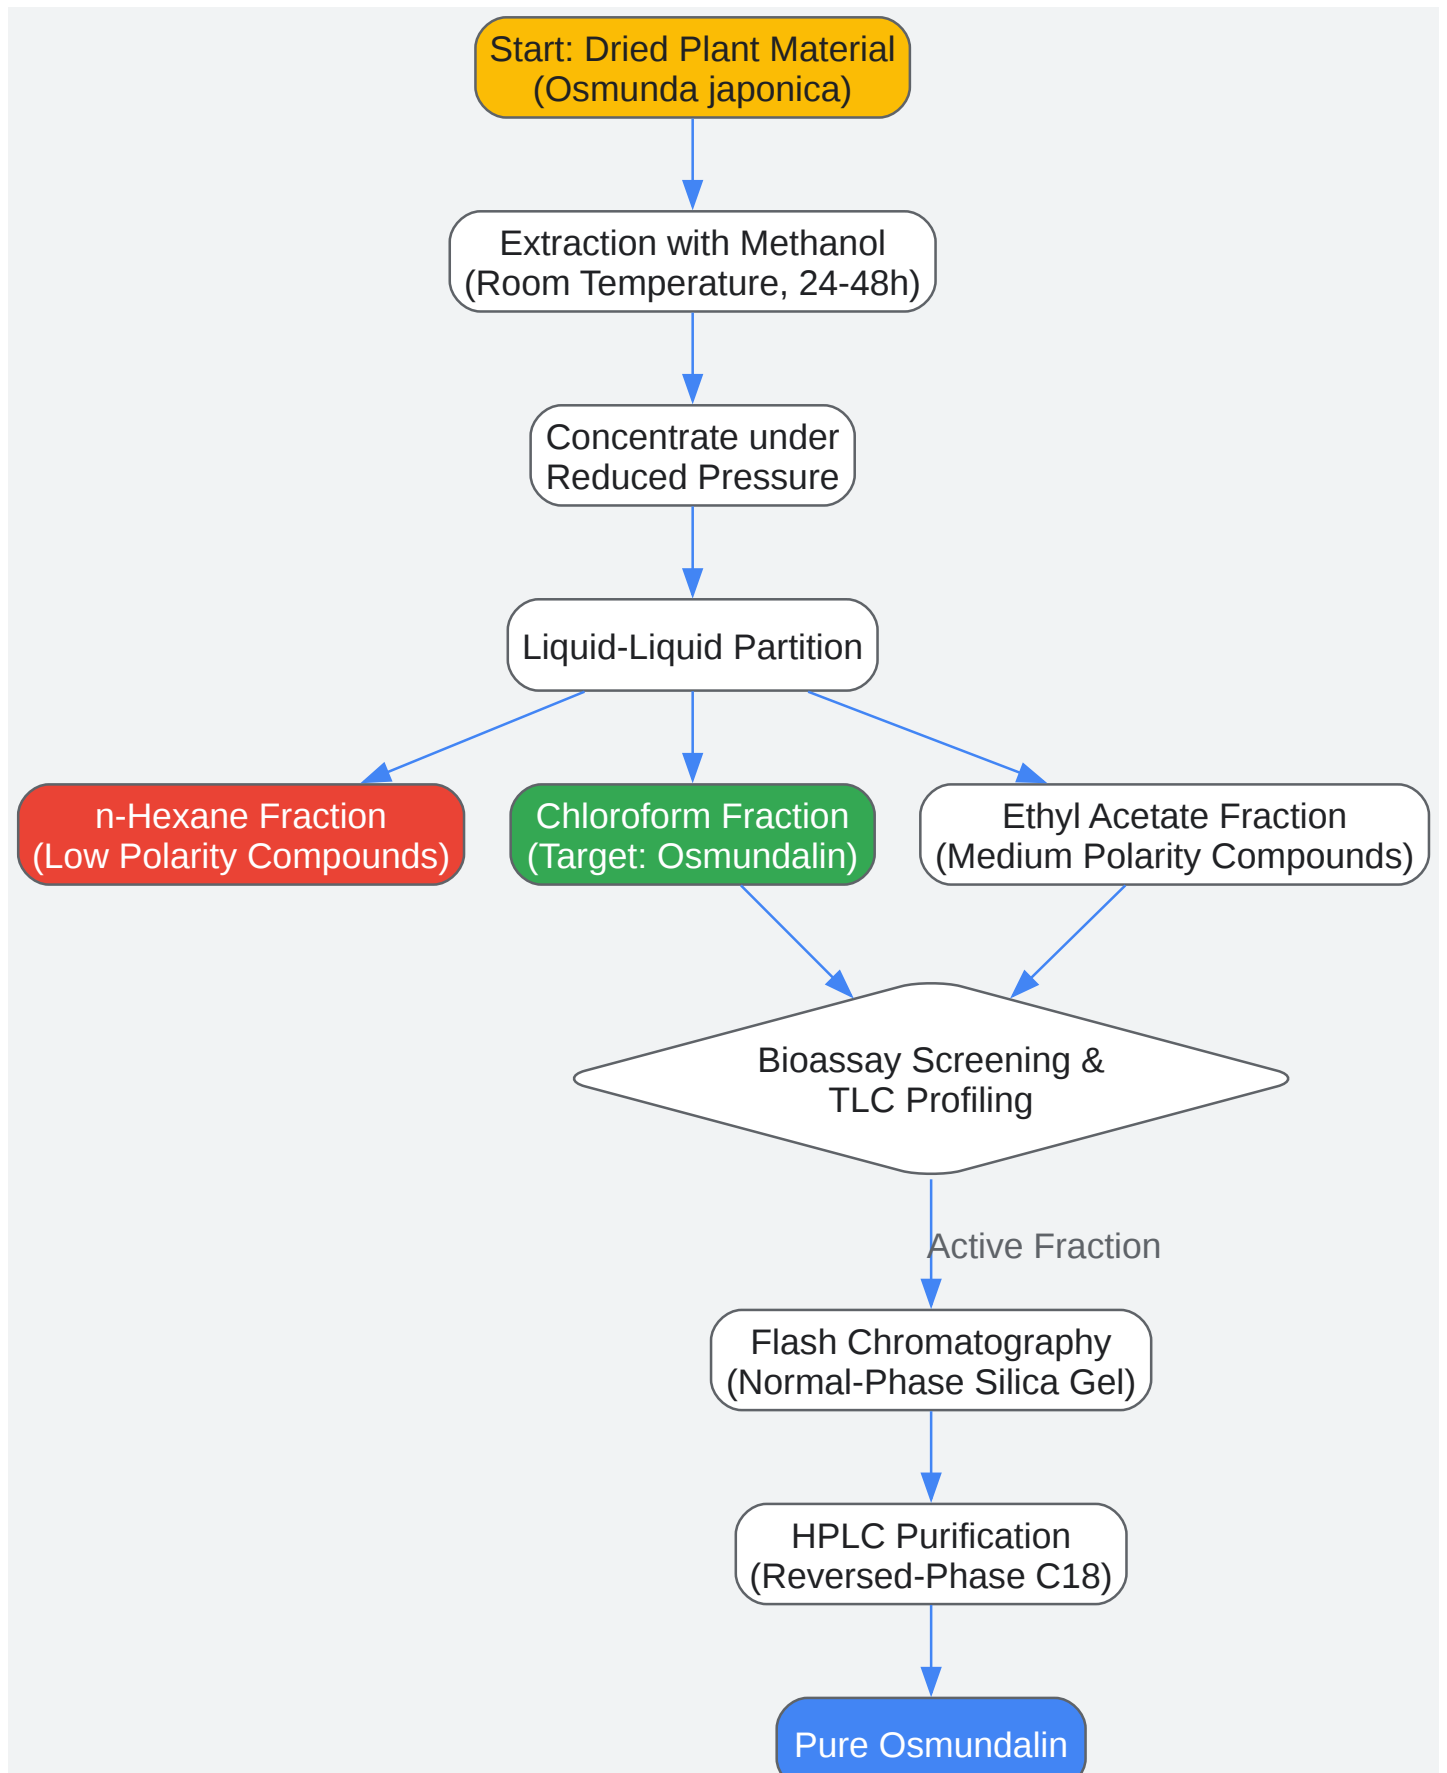 Start: Dried Plant Material
(Osmunda japonica)
Extraction with Methanol
(Room Temperature, 24-48h)
Concentrate under
Reduced Pressure
Liquid-Liquid Partition
n-Hexane Fraction
(Low Polarity Compounds)
Chloroform Fraction
(Target: Osmundalin)
Ethyl Acetate Fraction
(Medium Polarity Compounds)
Bioassay Screening &
TLC Profiling
Active Fraction
Flash Chromatography
(Normal-Phase Silica Gel)
HPLC Purification
(Reversed-Phase C18)
Pure Osmundalin